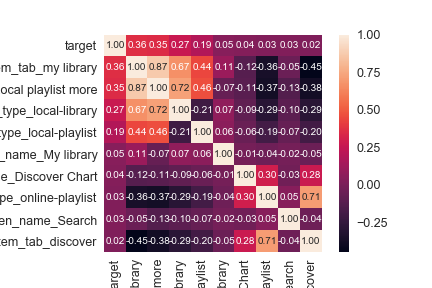 target 1.00 0.36 0.35 0.27 0.19 0.05 0.04 0.03 0.03 0.02
em_tab_my library 0.36 1.00 0.87 0.67 0.44 0.11 -0.12 -0.36 -0.05 -0.45
local playlist more 0.35 0.87 1.00 0.72 0.46 -0.07 -0.11 -0.37 -0.13 -0.38
_type_local-library 0.27 0.67 0.72 1.00 -0.21 0.07 -0.09 -0.29 -0.10 -0.29
type_local-playlist 0.19 0.44 0.46 -0.21 1.00 0.06 -0.06 -0.19 -0.07 -0.20
_name_My library 0.05 0.11 -0.07 0.07 0.06 1.00 -0.01 -0.04 -0.02 -0.05
e_Discover Chart 0.04 -0.12 -0.11 -0.09 -0.06 -0.01 1.00 0.30 -0.03 0.28
pe_online-playlist 0.03 -0.36 -0.37 -0.29 -0.19 -0.04 0.30 1.00 0.05 0.71
en_name_Search 0.03 -0.05 -0.13 -0.10 -0.07 -0.02 -0.03 0.05 1.00 -0.04
tem_tab_discover 0.02 -0.45 -0.38 -0.29 -0.20 -0.05 0.28 0.71 -0.04 1.00
arget brary more brary aylist brary Chart aylist earch cover
1.00
0.75
0.50
0.25
0.00
−0.25